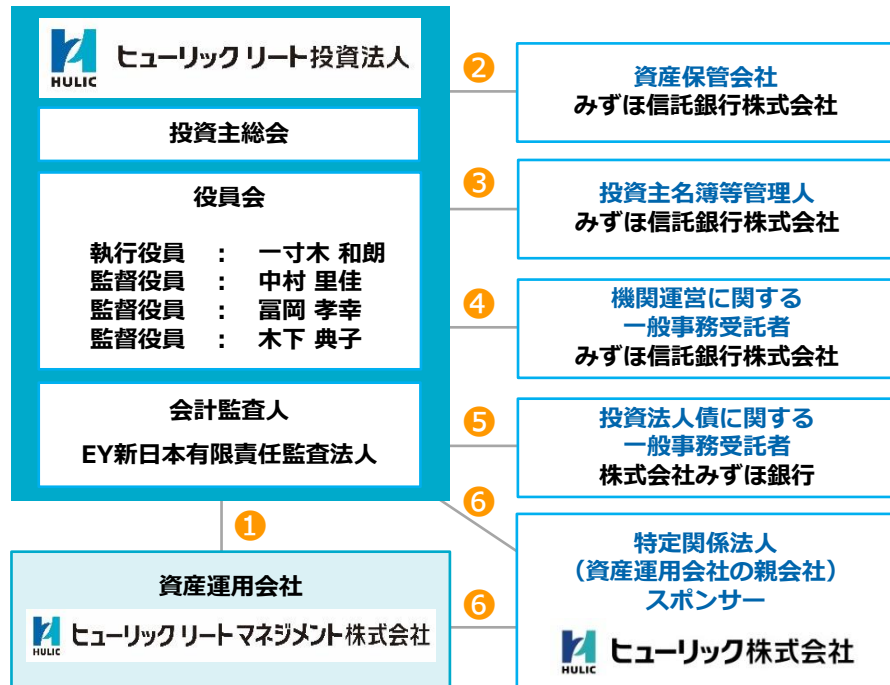 HULIC
ヒューリック リート投資法人
投資主総会
役員会
執行役員 : 一寸木 和朗
監督役員 : 中村 里佳
監督役員 : 冨岡 孝幸
監督役員 : 木下 典子
会計監査人
EY新日本有限責任監査法人
❶
資産運用会社
HULIC
ヒューリック リートマネジメント株式会社
❷
資産保管会社
みずほ信託銀行株式会社
❸
投資主名簿等管理人
みずほ信託銀行株式会社
❹
機関運営に関する
一般事務受託者
みずほ信託銀行株式会社
❺
投資法人債に関する
一般事務受託者
株式会社みずほ銀行
❻
❻
特定関係法人
(資産運用会社の親会社)
スポンサー
HULIC
ヒューリック株式会社